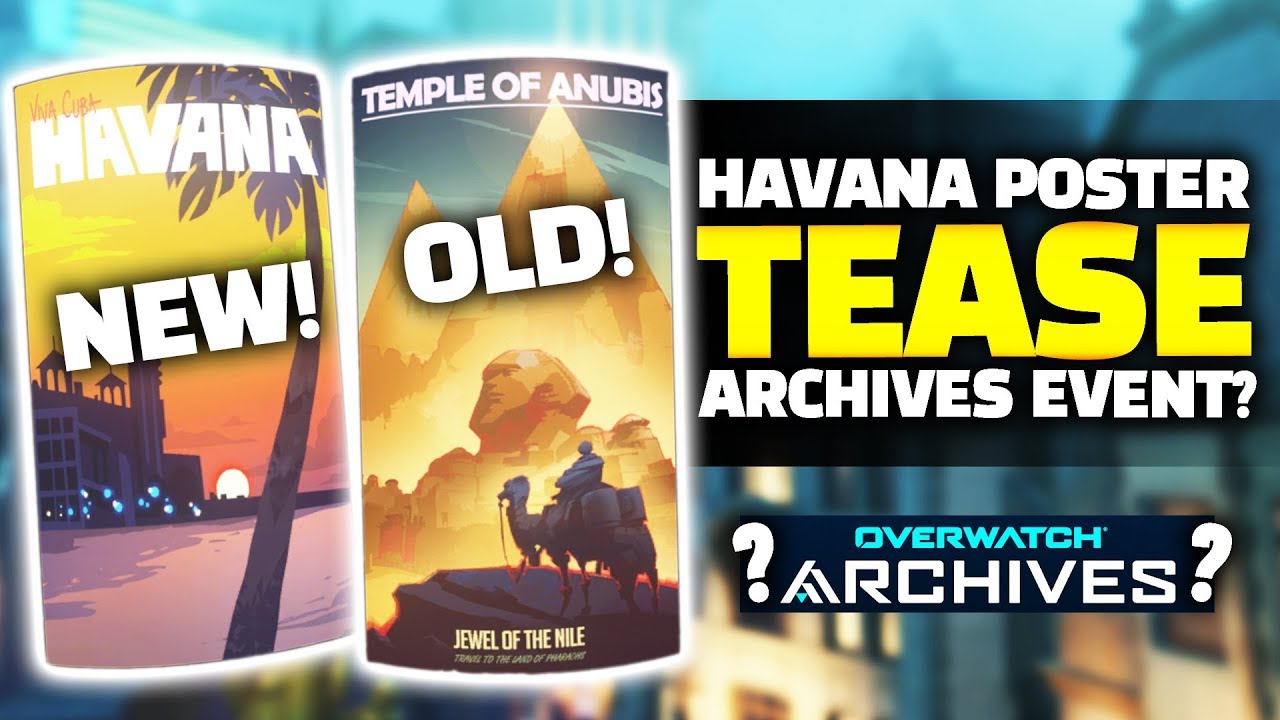 VIVA CUBA
HAVANA
NEW!
TEMPLE OF ANUBIS
OLD!
JEWEL OF THE NILE
TRAVEL TO THE LAND OF PHARAOHS
HAVANA POSTER
TEASE
ARCHIVES EVENT?
? OVERWATCH ?
ARCHIVES